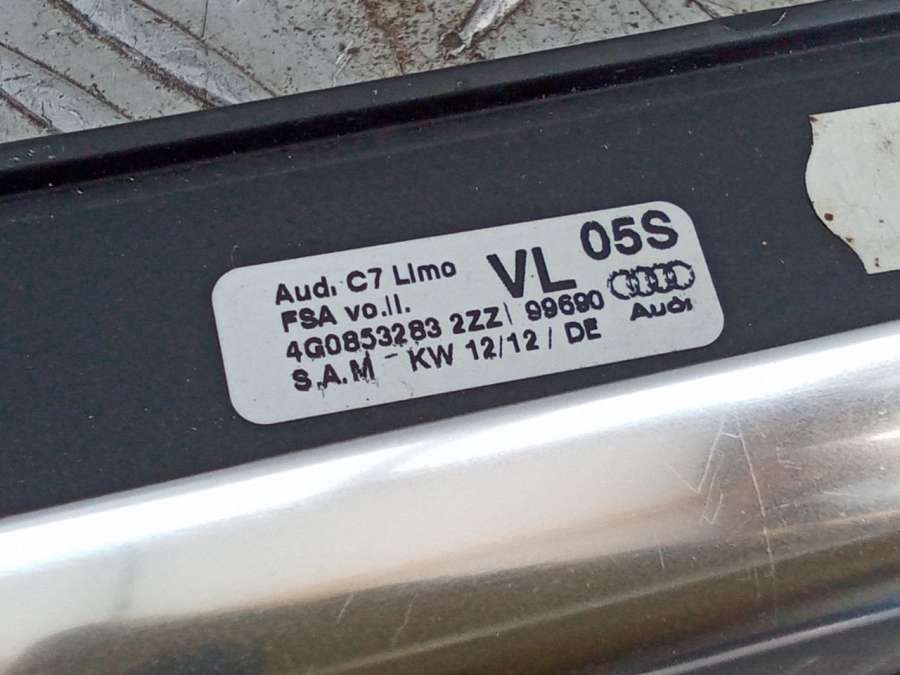 Audi C7 Limo VL 05S
FSA vo.li.
4G0853283 2ZZ\ 99690 Audi
S.A.M - KW 12/12 / DE